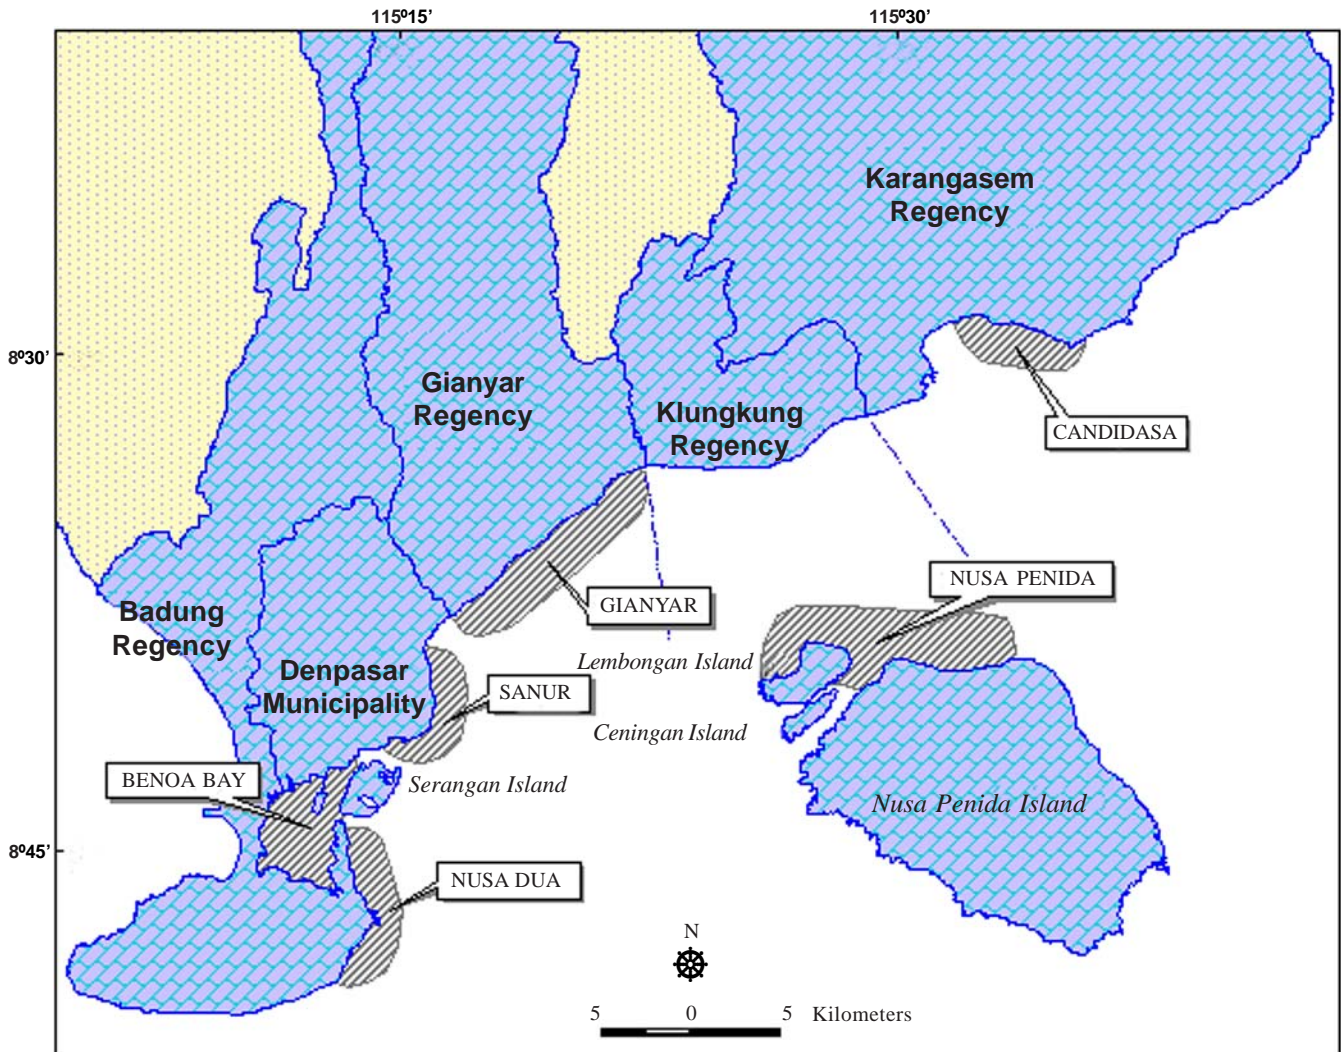 115º15'
115º30'
Karangasem
Regency
8º30'
Gianyar
Regency
Klungkung
Regency
CANDIDASA
NUSA PENIDA
GIANYAR
Badung
Regency
Lembongan Island
Denpasar
Municipality
SANUR
Ceningan Island
BENOA BAY
Serangan Island
Nusa Penida Island
8º45'
NUSA DUA
N
5 0 5 Kilometers